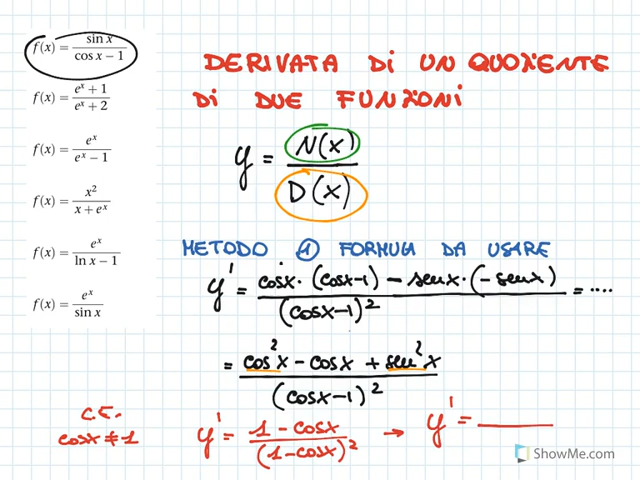 f(x) = sin x / cos x − 1
f(x) = e^x + 1 / e^x + 2
f(x) = e^x / e^x − 1
f(x) = x^2 / x + e^x
f(x) = e^x / ln x − 1
f(x) = e^x / sin x
DERIVATA DI UN QUOZIENTE
DI DUE FUNZIONI
y = N(x) / D(x)
METODO 1 FORMULA DA USARE
y' = cosx · (cosx-1) - senx · (-senx) / (cosx-1)^2 = ....
= cos^2x - cosx + sen^2x / (cosx-1)^2
C.E.
cosx ≠ 1
y' = 1 - cosx / (1-cosx)^2 → y' = ______
ShowMe.com